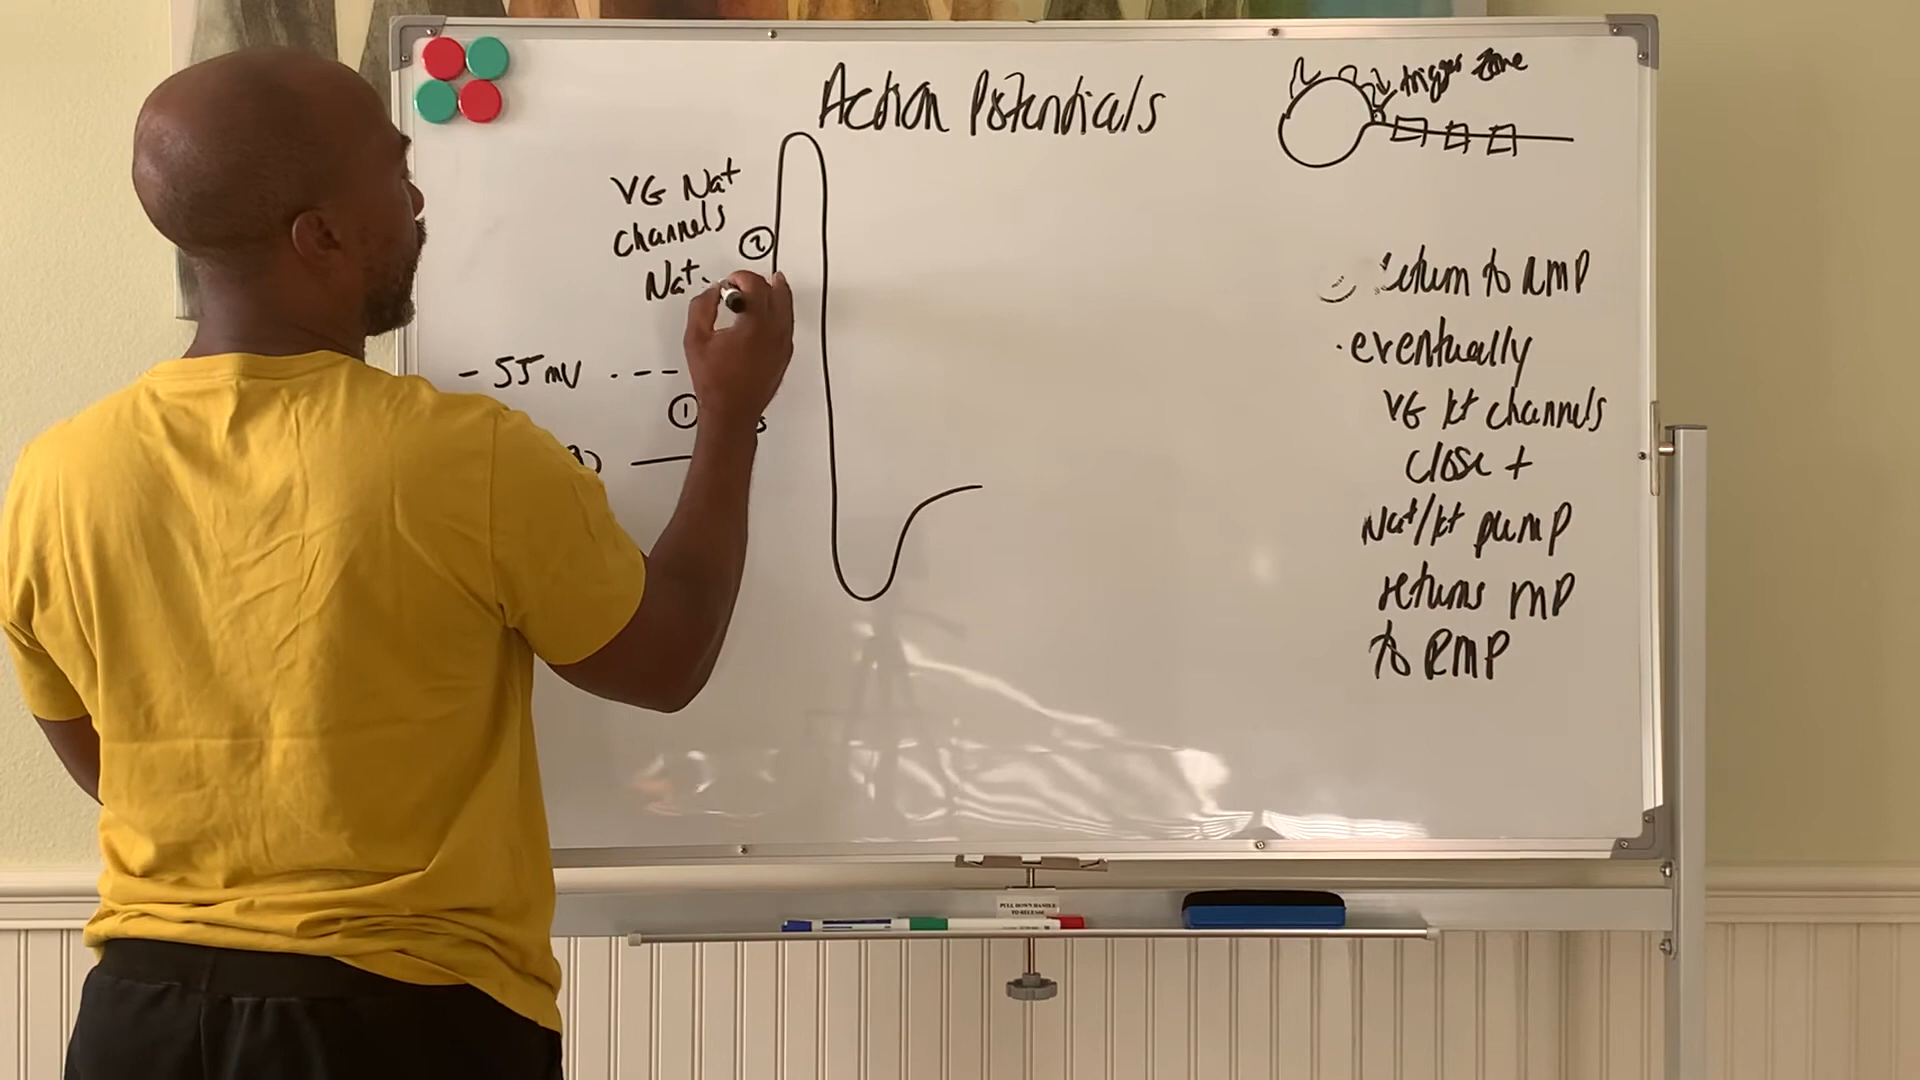 Action Potentials
trigger zone
VG Na+
channels
Na+
②
- 55 mV
①
return to RMP
· eventually
VG K+ channels
close +
Na+/K+ pump
returns MP
to RMP
PULL DOWN HANDLE
TO RELEASE